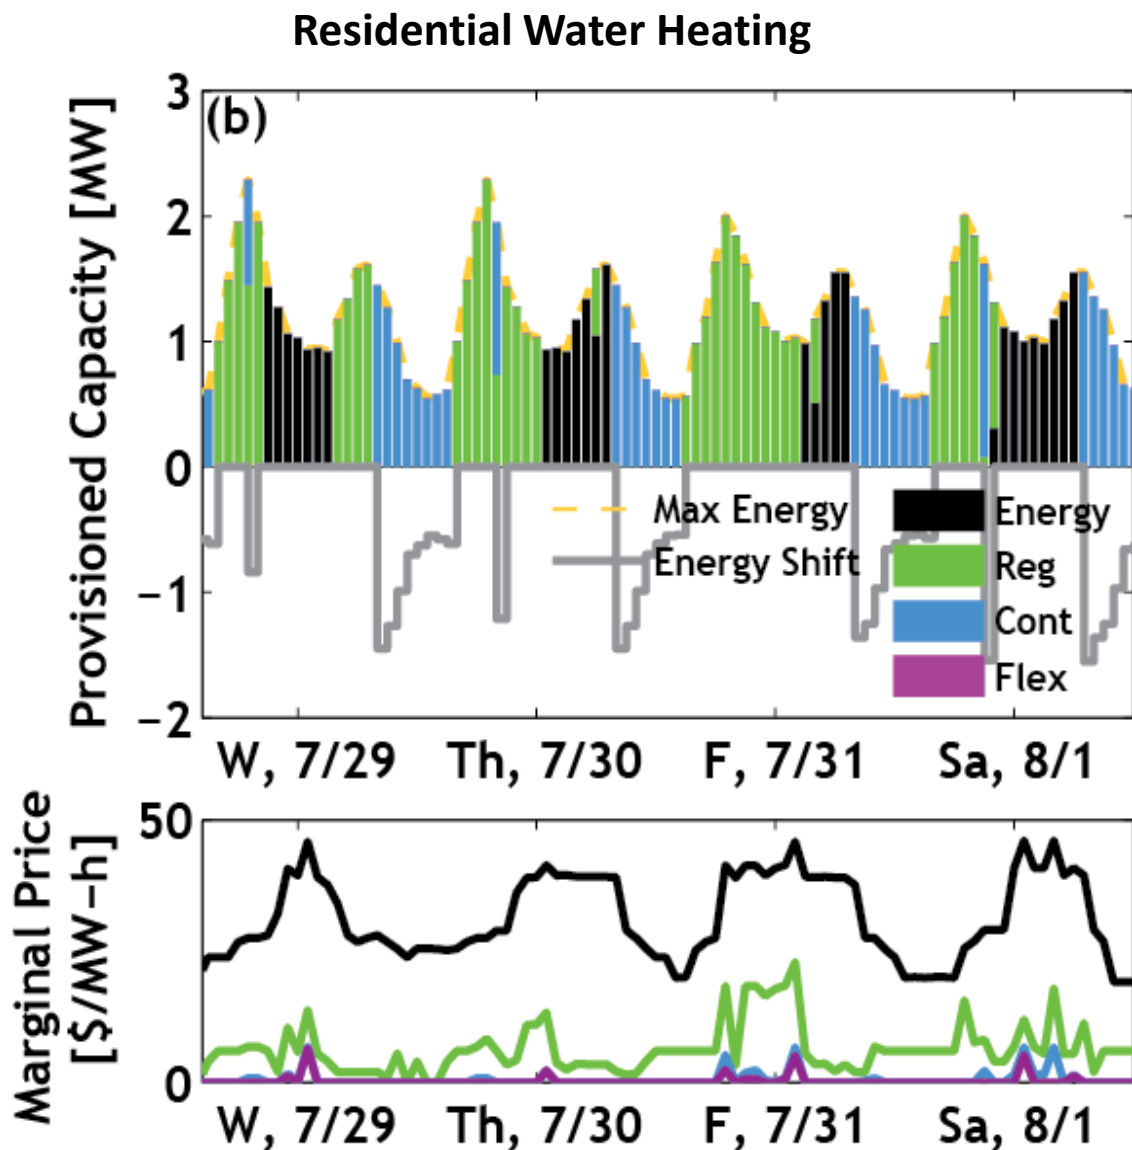 Residential Water Heating
(b)
Provisioned Capacity [MW]
3
2
1
0
−1
−2
Max Energy
Energy Shift
Energy
Reg
Cont
Flex
W, 7/29 Th, 7/30 F, 7/31 Sa, 8/1
Marginal Price
[$/MW−h]
50
0
W, 7/29 Th, 7/30 F, 7/31 Sa, 8/1